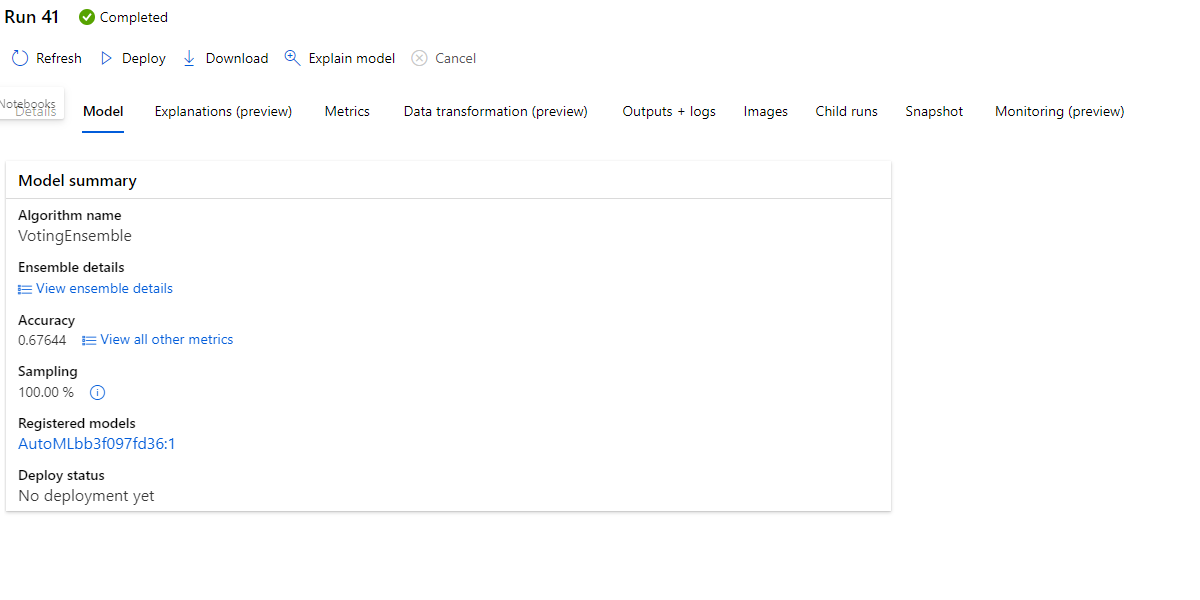 Run 41 Completed
Refresh Deploy Download Explain model Cancel
Notebooks
Details Model Explanations (preview) Metrics Data transformation (preview) Outputs + logs Images Child runs Snapshot Monitoring (preview)
Model summary
Algorithm name
VotingEnsemble
Ensemble details
View ensemble details
Accuracy
0.67644 View all other metrics
Sampling
100.00 %
Registered models
AutoMLbb3f097fd36:1
Deploy status
No deployment yet